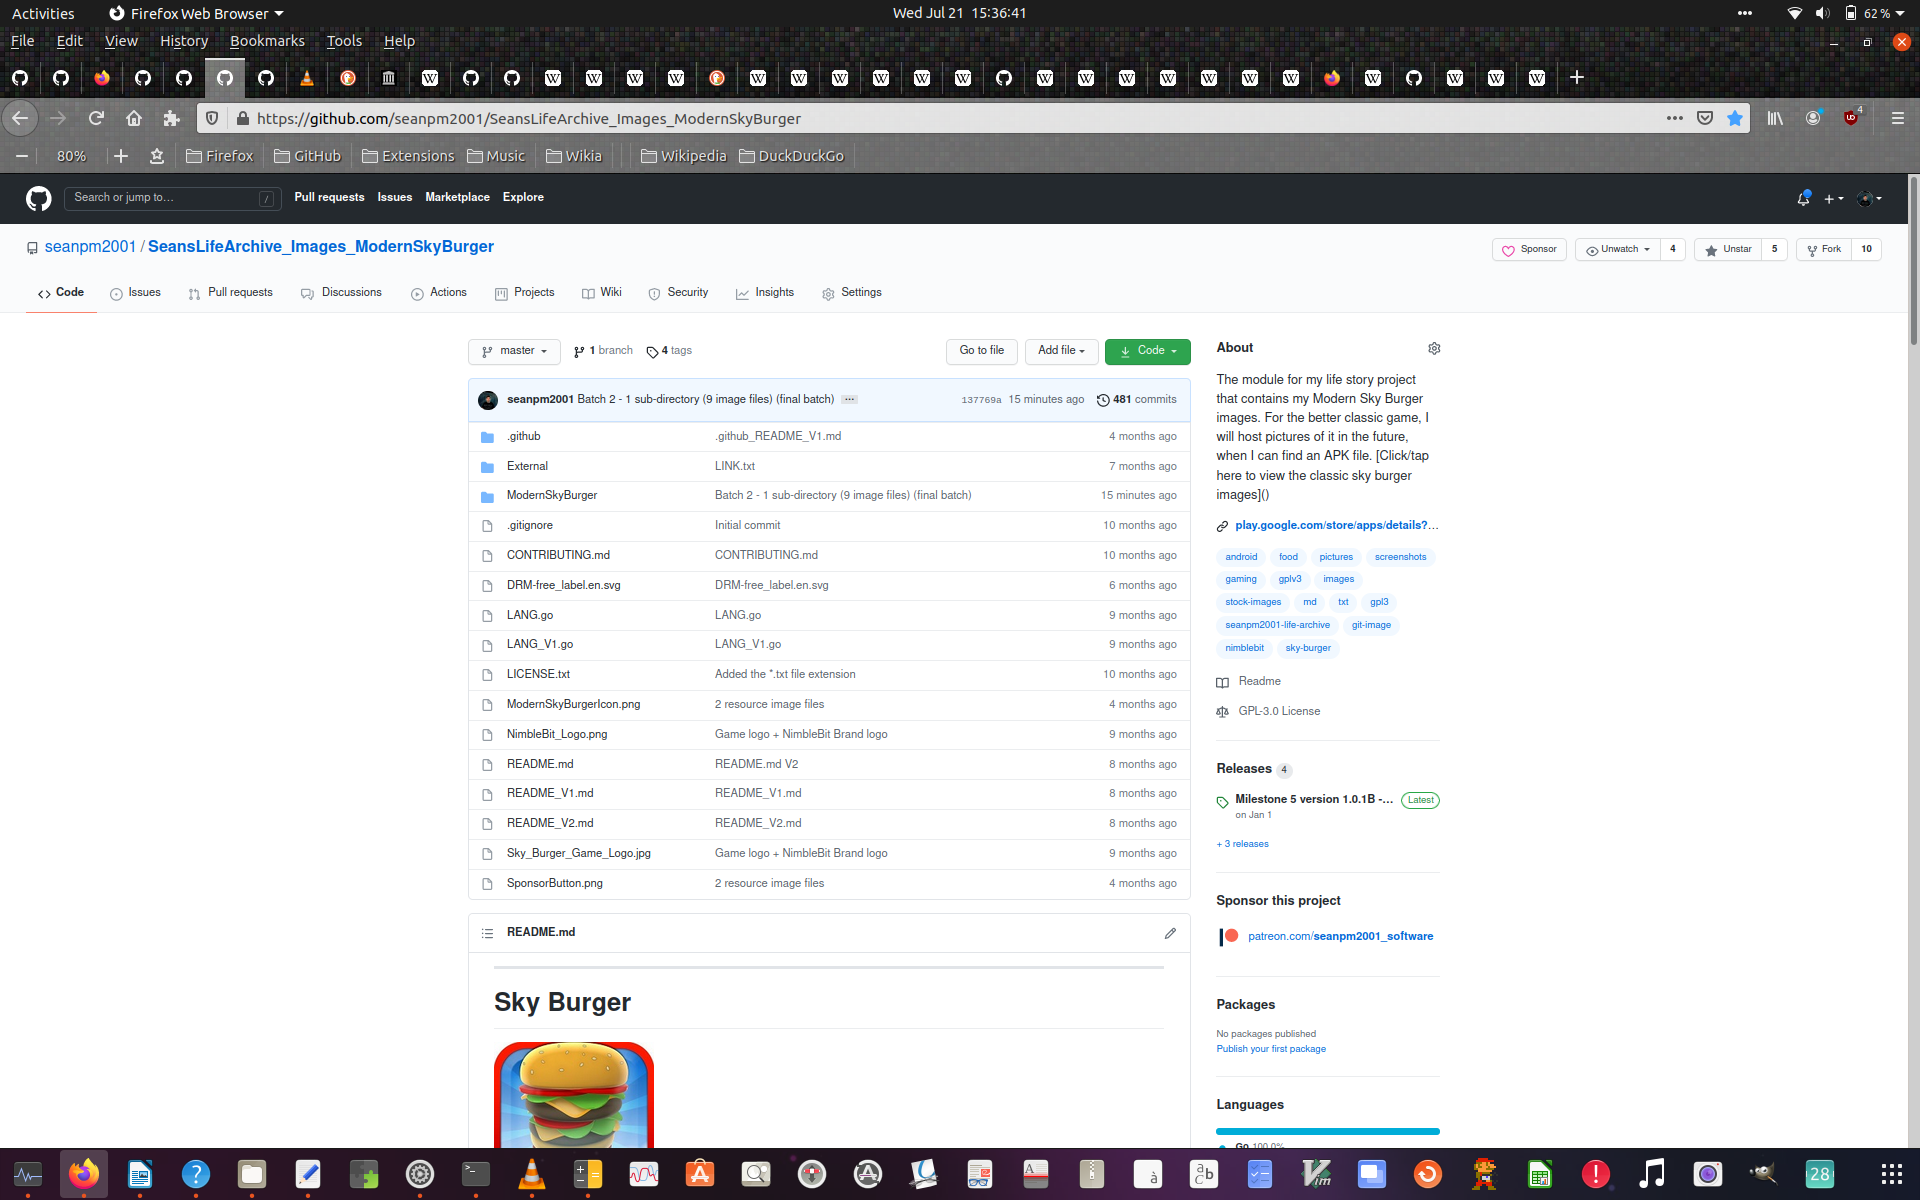 Activities Firefox Web Browser Wed Jul 21 15:36:41 62 %
File Edit View History Bookmarks Tools Help
https://github.com/seanpm2001/SeansLifeArchive_Images_ModernSkyBurger 4
80% Firefox GitHub Extensions Music Wikia Wikipedia DuckDuckGo
Search or jump to... / Pull requests Issues Marketplace Explore
seanpm2001 / SeansLifeArchive_Images_ModernSkyBurger Sponsor Unwatch 4 Unstar 5 Fork 10
Code Issues Pull requests Discussions Actions Projects Wiki Security Insights Settings
master 1 branch 4 tags Go to file Add file Code
seanpm2001 Batch 2 - 1 sub-directory (9 image files) (final batch) ... 137769a 15 minutes ago 481 commits
.github .github_README_V1.md 4 months ago
External LINK.txt 7 months ago
ModernSkyBurger Batch 2 - 1 sub-directory (9 image files) (final batch) 15 minutes ago
.gitignore Initial commit 10 months ago
CONTRIBUTING.md CONTRIBUTING.md 10 months ago
DRM-free_label.en.svg DRM-free_label.en.svg 6 months ago
LANG.go LANG.go 9 months ago
LANG_V1.go LANG_V1.go 9 months ago
LICENSE.txt Added the *.txt file extension 10 months ago
ModernSkyBurgerIcon.png 2 resource image files 4 months ago
NimbleBit_Logo.png Game logo + NimbleBit Brand logo 9 months ago
README.md README.md V2 8 months ago
README_V1.md README_V1.md 8 months ago
README_V2.md README_V2.md 8 months ago
Sky_Burger_Game_Logo.jpg Game logo + NimbleBit Brand logo 9 months ago
SponsorButton.png 2 resource image files 4 months ago
README.md
Sky Burger
About
The module for my life story project
that contains my Modern Sky Burger
images. For the better classic game, I
will host pictures of it in the future,
when I can find an APK file. [Click/tap
here to view the classic sky burger
images]()
play.google.com/store/apps/details?...
android food pictures screenshots
gaming gplv3 images
stock-images md txt gpl3
seanpm2001-life-archive git-image
nimblebit sky-burger
Readme
GPL-3.0 License
Releases 4
Milestone 5 version 1.0.1B -... Latest
on Jan 1
+ 3 releases
Sponsor this project
patreon.com/seanpm2001_software
Packages
No packages published
Publish your first package
Languages
Go 100.0%
28